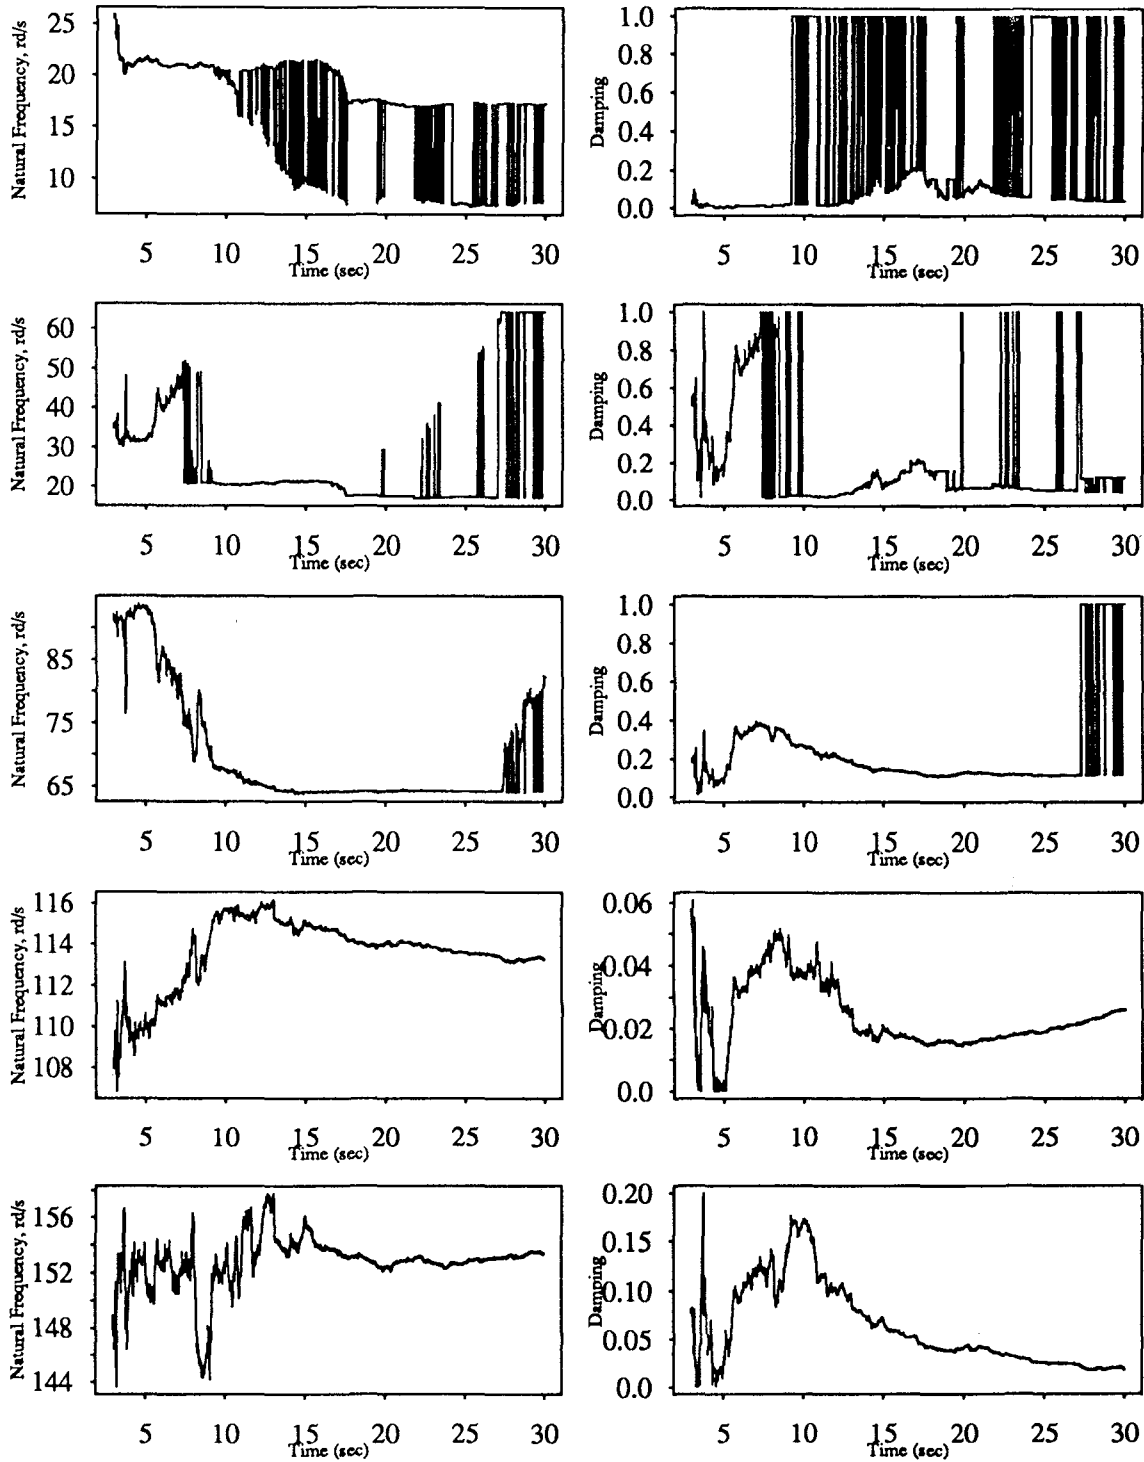 Natural Frequency, rd/s
25
20
15
10
5 10 15 20 25 30
Time (sec)
Damping
1.0
0.8
0.6
0.4
0.2
0.0
5 10 15 20 25 30
Time (sec)
Natural Frequency, rd/s
60
50
40
30
20
5 10 15 20 25 30
Time (sec)
Damping
1.0
0.8
0.6
0.4
0.2
0.0
5 10 15 20 25 30
Time (sec)
Natural Frequency, rd/s
85
75
65
5 10 15 20 25 30
Time (sec)
Damping
1.0
0.8
0.6
0.4
0.2
0.0
5 10 15 20 25 30
Time (sec)
Natural Frequency, rd/s
116
114
112
110
108
5 10 15 20 25 30
Time (sec)
Damping
0.06
0.04
0.02
0.0
5 10 15 20 25 30
Time (sec)
Natural Frequency, rd/s
156
152
148
144
5 10 15 20 25 30
Time (sec)
Damping
0.20
0.15
0.10
0.05
0.0
5 10 15 20 25 30
Time (sec)